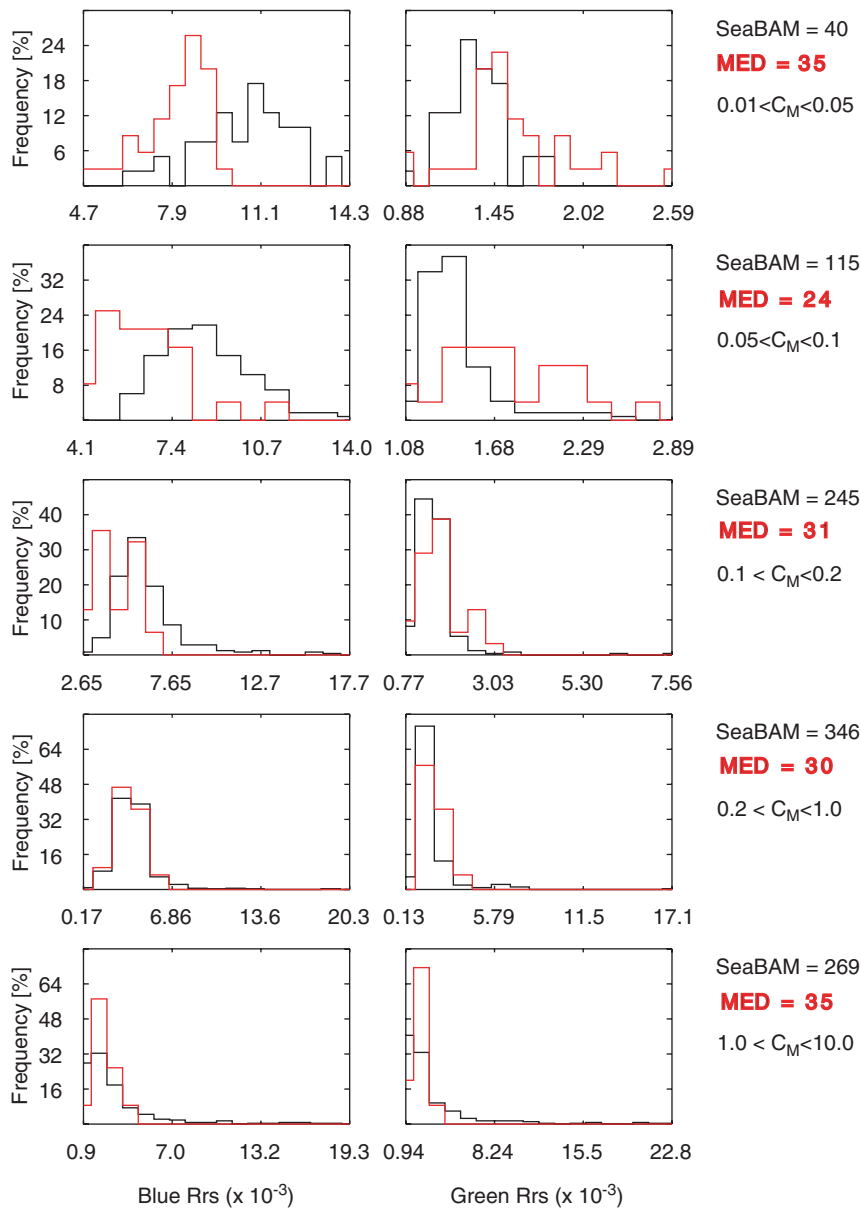 Frequency [%]
24
18
12
6
4.7 7.9 11.1 14.3
0.88 1.45 2.02 2.59
SeaBAM = 40
MED = 35
0.01<C_M<0.05
Frequency [%]
32
24
16
8
4.1 7.4 10.7 14.0
1.08 1.68 2.29 2.89
SeaBAM = 115
MED = 24
0.05<C_M<0.1
Frequency [%]
40
30
20
10
2.65 7.65 12.7 17.7
0.77 3.03 5.30 7.56
SeaBAM = 245
MED = 31
0.1 < C_M<0.2
Frequency [%]
64
48
32
16
0.17 6.86 13.6 20.3
0.13 5.79 11.5 17.1
SeaBAM = 346
MED = 30
0.2 < C_M<1.0
Frequency [%]
64
48
32
16
0.9 7.0 13.2 19.3
0.94 8.24 15.5 22.8
SeaBAM = 269
MED = 35
1.0 < C_M<10.0
Blue Rrs (x 10⁻³)
Green Rrs (x 10⁻³)